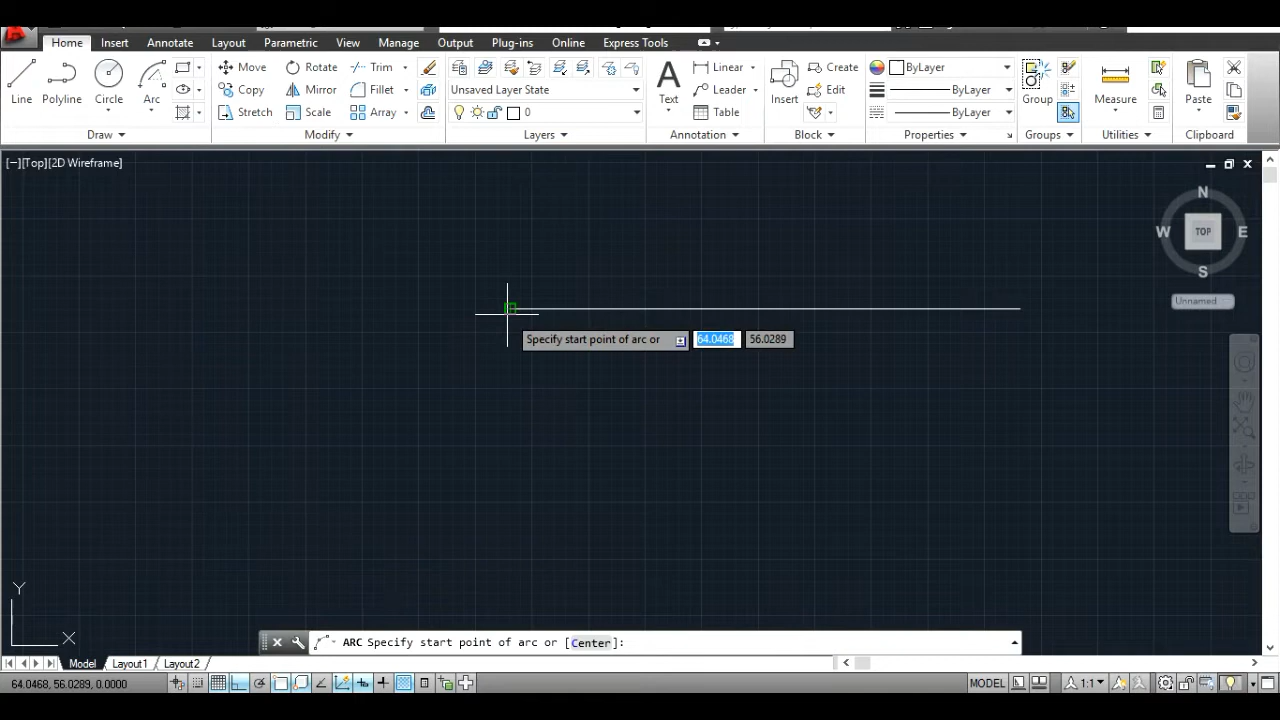 Home Insert Annotate Layout Parametric View Manage Output Plug-ins Online Express Tools
Line Polyline Circle Arc
Draw
Move Rotate Trim
Copy Mirror Fillet
Stretch Scale Array
Modify
Unsaved Layer State
0
Layers
Text
Linear
Leader
Table
Annotation
Insert
Create
Edit
Block
ByLayer
ByLayer
ByLayer
Properties
Group
Groups
Measure
Utilities
Paste
Clipboard
[−][Top][2D Wireframe]
N
W TOP E
S
Unnamed
Specify start point of arc or 64.0468 56.0289
Y
X
ARC Specify start point of arc or [Center]:
Model Layout1 Layout2
64.0468, 56.0289, 0.0000
MODEL
1:1